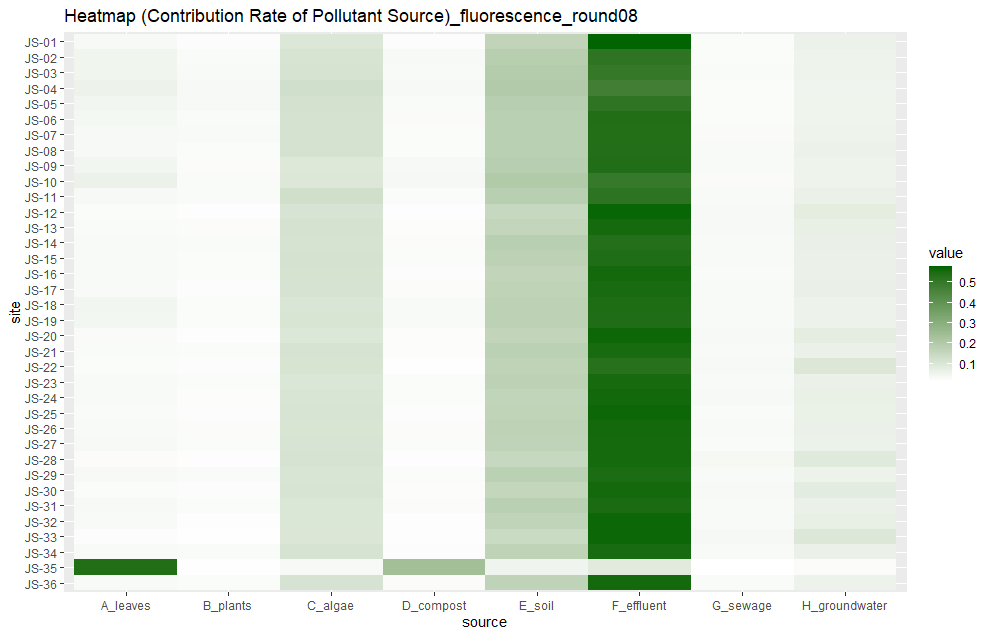 Heatmap (Contribution Rate of Pollutant Source)_fluorescence_round08
JS-01
JS-02
JS-03
JS-04
JS-05
JS-06
JS-07
JS-08
JS-09
JS-10
JS-11
JS-12
JS-13
JS-14
JS-15
JS-16
JS-17
JS-18
JS-19
JS-20
JS-21
JS-22
JS-23
JS-24
JS-25
JS-26
JS-27
JS-28
JS-29
JS-30
JS-31
JS-32
JS-33
JS-34
JS-35
JS-36
site
A_leaves B_plants C_algae D_compost E_soil F_effluent G_sewage H_groundwater
source
value
0.5
0.4
0.3
0.2
0.1